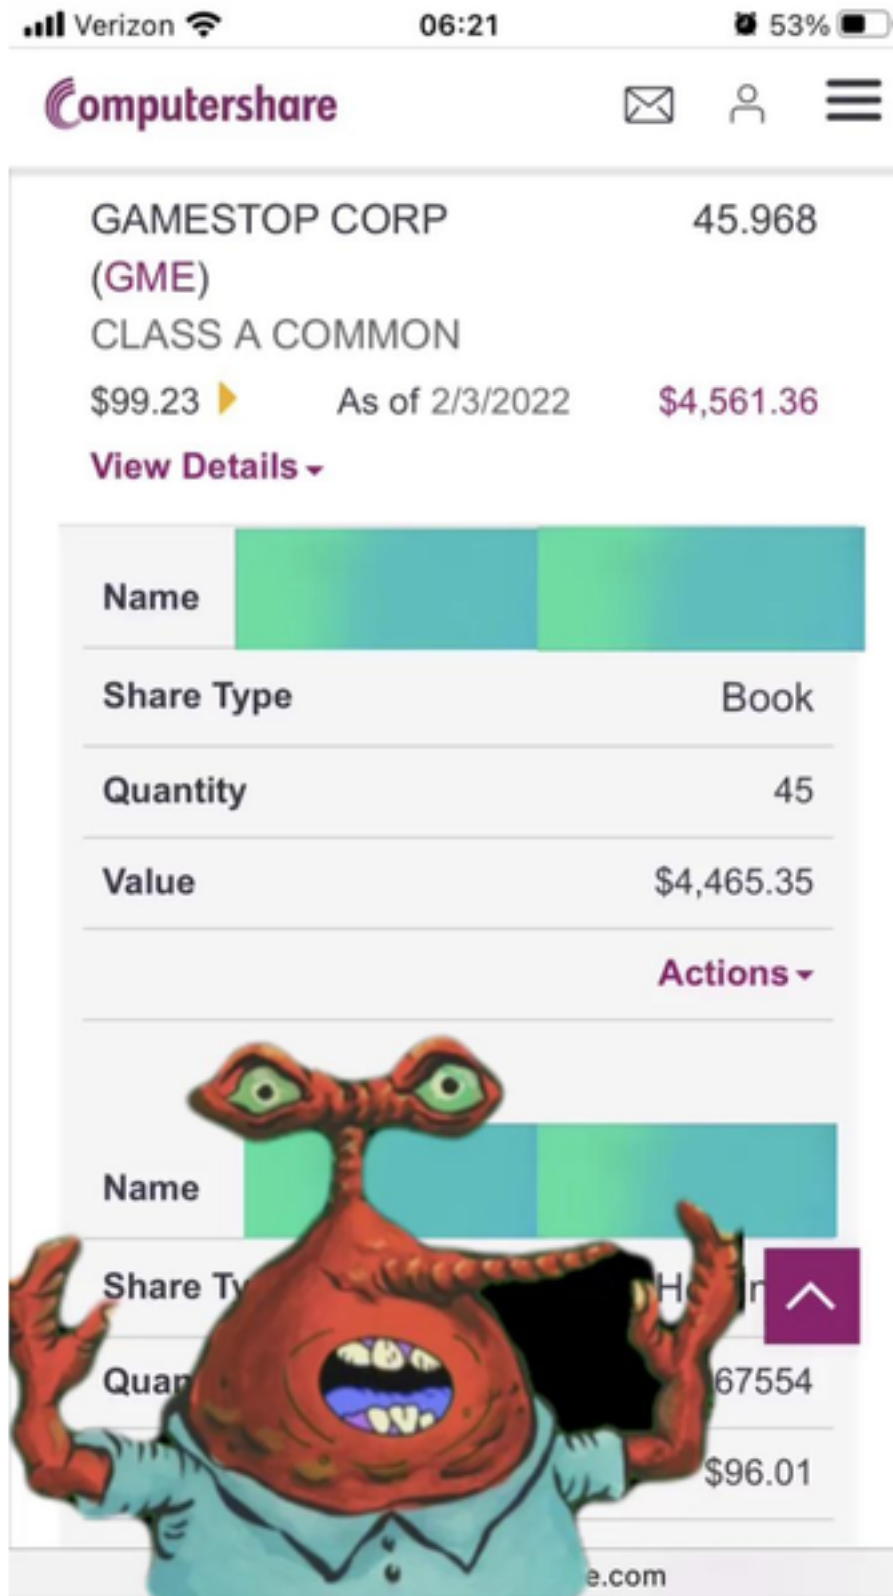 Verizon 06:21 53%
Computershare
GAMESTOP CORP 45.968
(GME)
CLASS A COMMON
$99.23 As of 2/3/2022 $4,561.36
View Details
Name
Share Type Book
Quantity 45
Value $4,465.35
Actions
Name
Share Ty
Quan 67554
$96.01
e.com